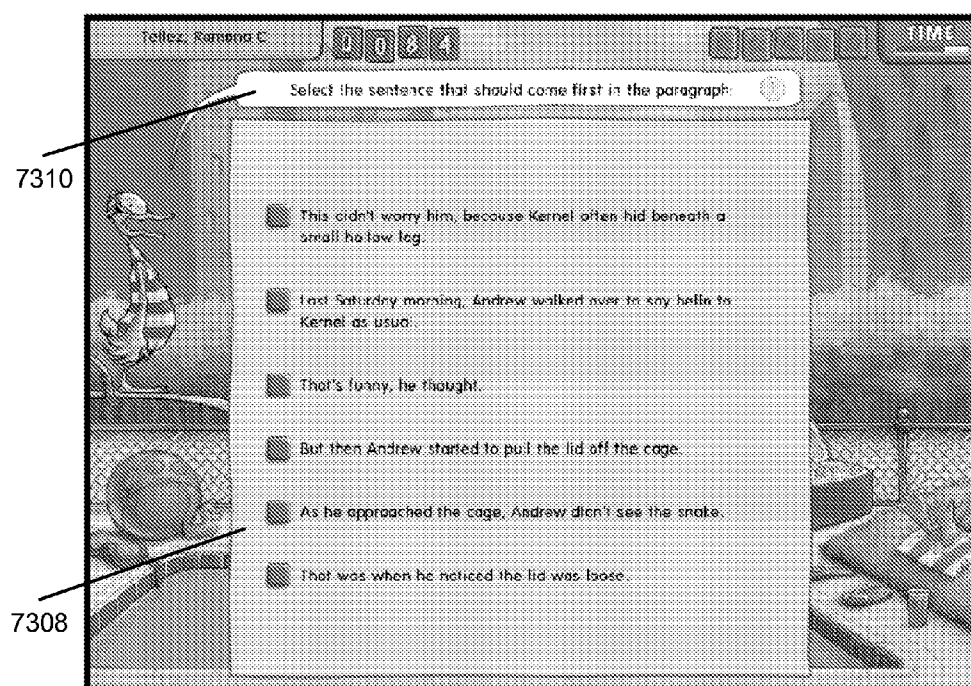 Tellez, Ramona C
0 0 8 4
TIME
Select the sentence that should come first in the paragraph.
7310
This didn't worry him, because Kernel often hid beneath a
small hollow log.
Last Saturday morning, Andrew walked over to say hello to
Kernel as usual.
That's funny, he thought.
But then Andrew started to pull the lid off the cage.
As he approached the cage, Andrew didn't see the snake.
7308
That was when he noticed the lid was loose.